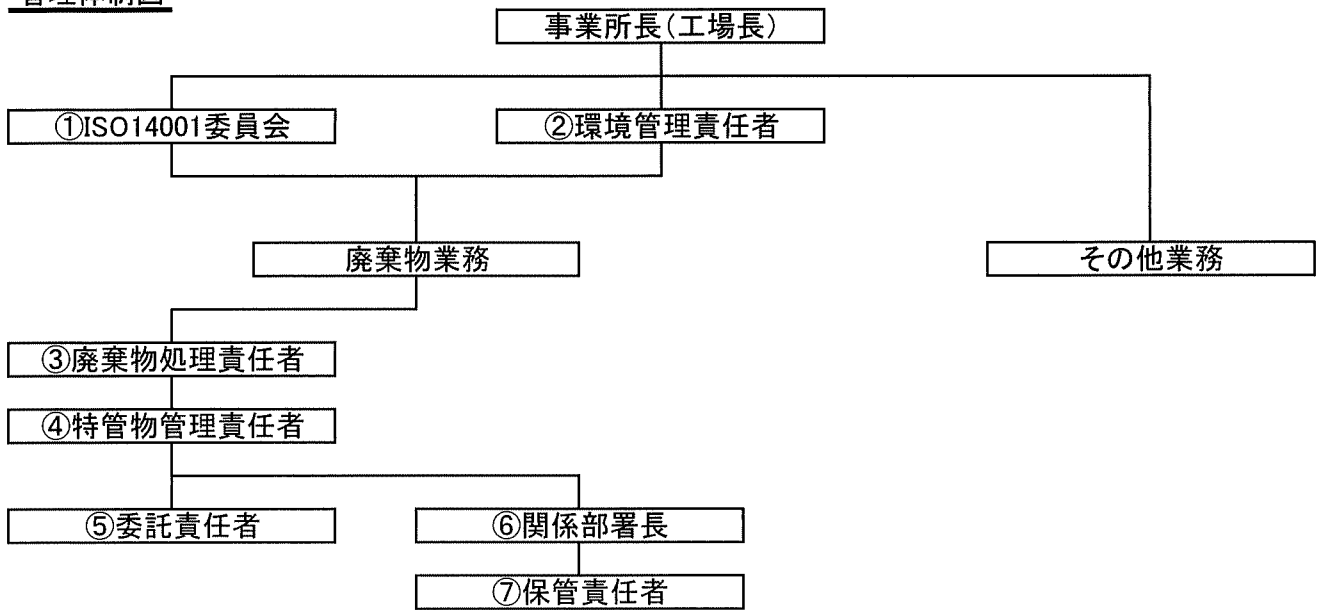 管理体制図
事業所長(工場長)
①ISO14001委員会
②環境管理責任者
廃棄物業務
その他業務
③廃棄物処理責任者
④特管物管理責任者
⑤委託責任者
⑥関係部署長
⑦保管責任者